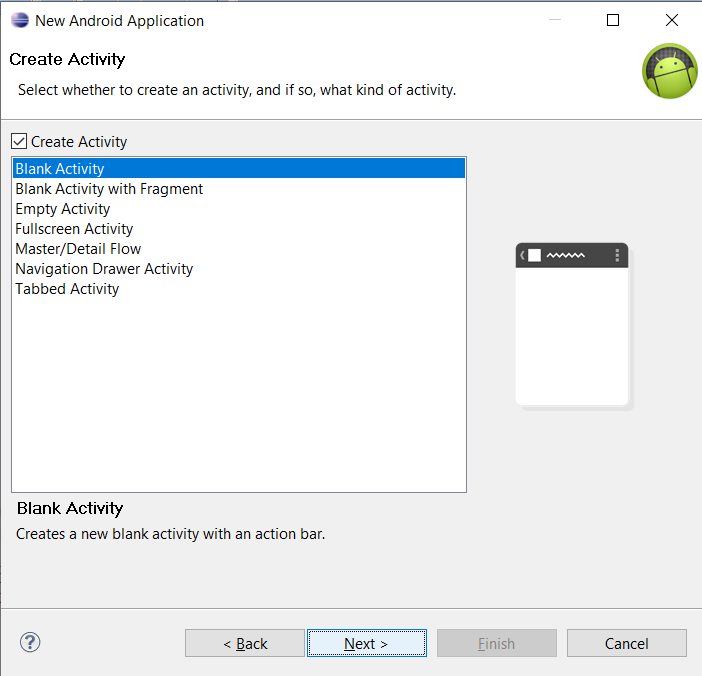 New Android Application
Create Activity
Select whether to create an activity, and if so, what kind of activity.
Create Activity
Blank Activity
Blank Activity with Fragment
Empty Activity
Fullscreen Activity
Master/Detail Flow
Navigation Drawer Activity
Tabbed Activity
Blank Activity
Creates a new blank activity with an action bar.
? < Back Next > Finish Cancel